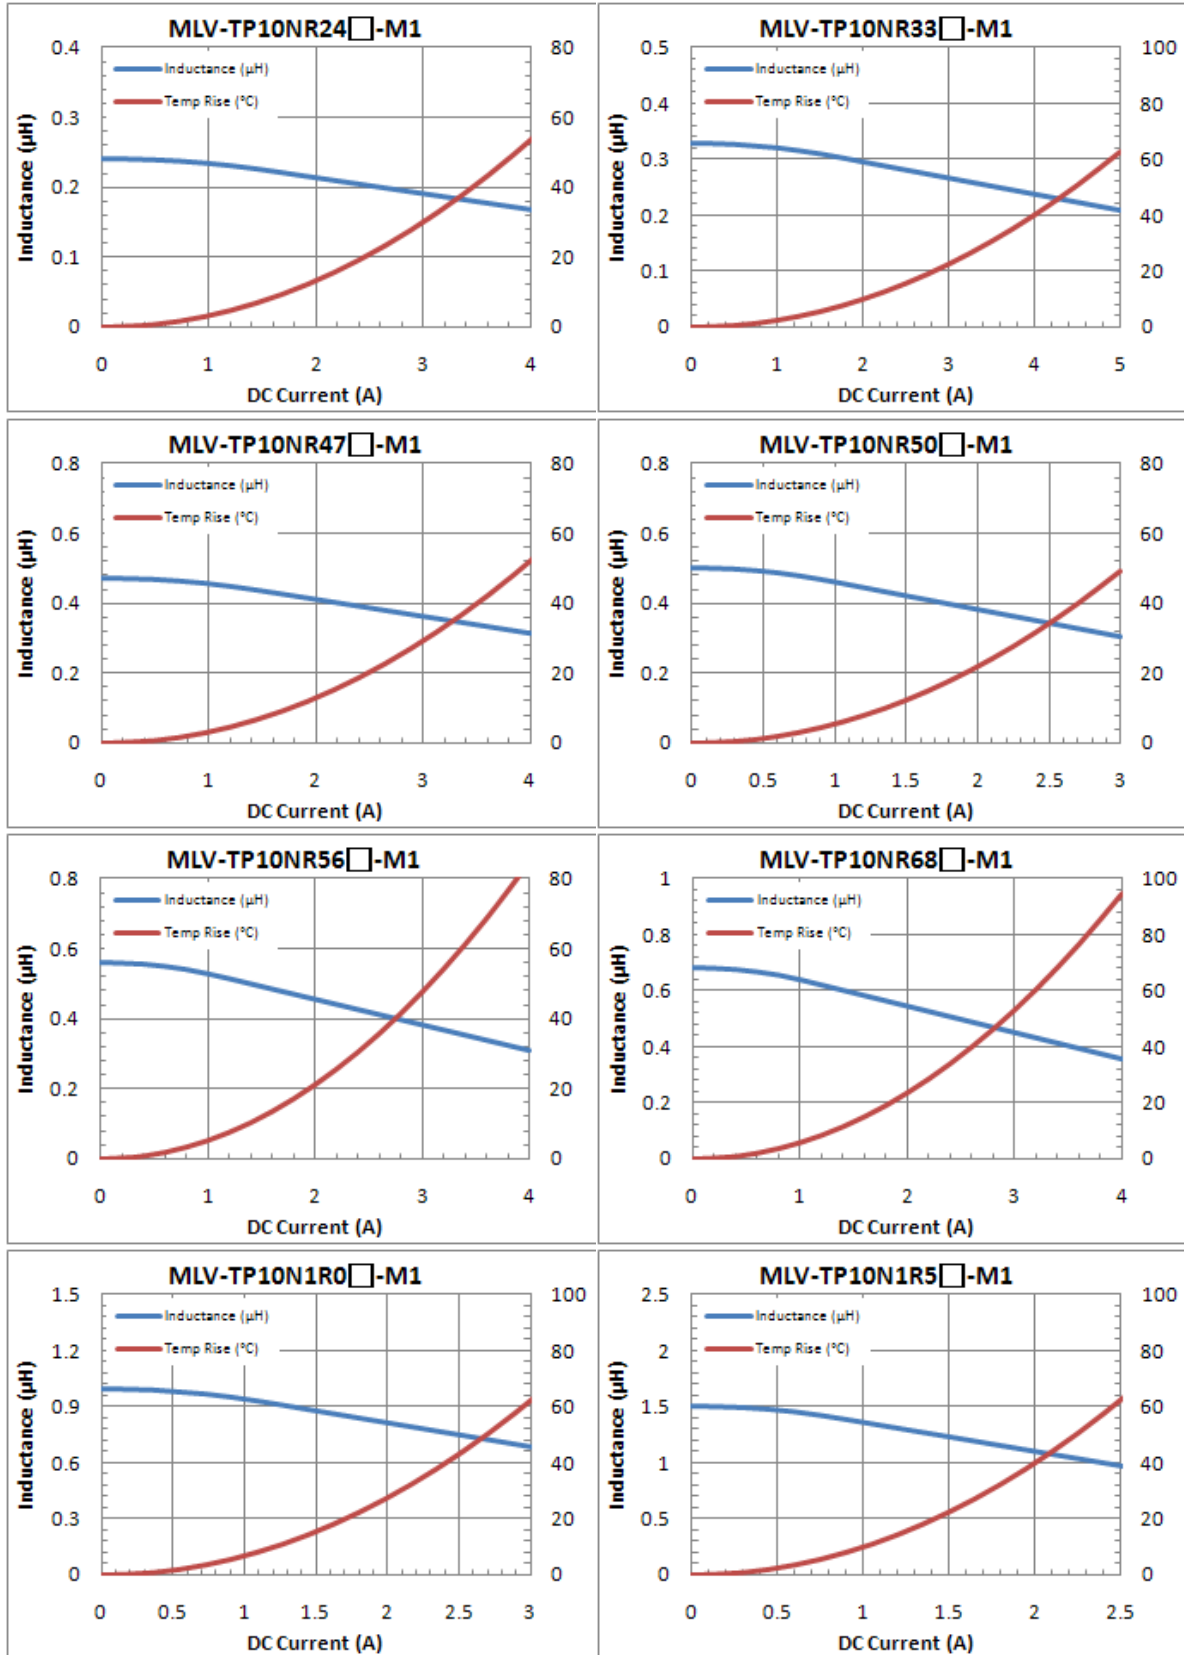 MLV-TP10NR24□-M1
0.4
0.3
0.2
0.1
0
80
60
40
20
0
Inductance (µH)
Temp Rise (°C)
Inductance (µH)
0 1 2 3 4
DC Current (A)
MLV-TP10NR33□-M1
0.5
0.4
0.3
0.2
0.1
0
100
80
60
40
20
0
Inductance (µH)
Temp Rise (°C)
Inductance (µH)
0 1 2 3 4 5
DC Current (A)
MLV-TP10NR47□-M1
0.8
0.6
0.4
0.2
0
80
60
40
20
0
Inductance (µH)
Temp Rise (°C)
Inductance (µH)
0 1 2 3 4
DC Current (A)
MLV-TP10NR50□-M1
0.8
0.6
0.4
0.2
0
80
60
40
20
0
Inductance (µH)
Temp Rise (°C)
Inductance (µH)
0 0.5 1 1.5 2 2.5 3
DC Current (A)
MLV-TP10NR56□-M1
0.8
0.6
0.4
0.2
0
80
60
40
20
0
Inductance (µH)
Temp Rise (°C)
Inductance (µH)
0 1 2 3 4
DC Current (A)
MLV-TP10NR68□-M1
1
0.8
0.6
0.4
0.2
0
100
80
60
40
20
0
Inductance (µH)
Temp Rise (°C)
Inductance (µH)
0 1 2 3 4
DC Current (A)
MLV-TP10N1R0□-M1
1.5
1.2
0.9
0.6
0.3
0
100
80
60
40
20
0
Inductance (µH)
Temp Rise (°C)
Inductance (µH)
0 0.5 1 1.5 2 2.5 3
DC Current (A)
MLV-TP10N1R5□-M1
2.5
2
1.5
1
0.5
0
100
80
60
40
20
0
Inductance (µH)
Temp Rise (°C)
Inductance (µH)
0 0.5 1 1.5 2 2.5
DC Current (A)